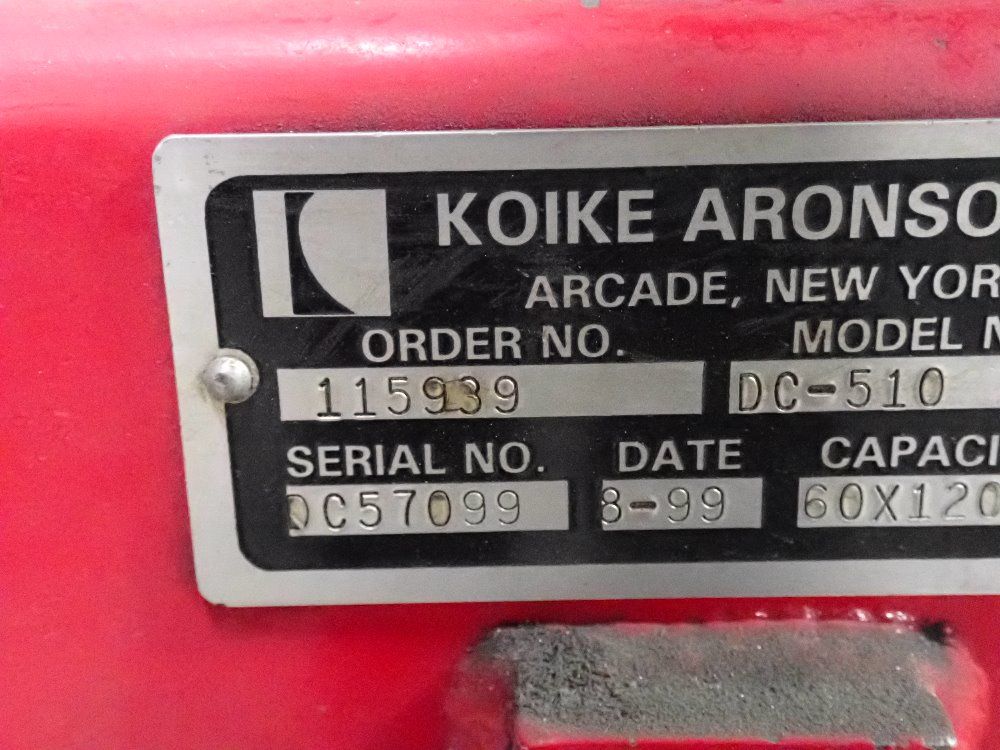 KOIKE ARONSO
ARCADE, NEW YOR
ORDER NO. MODEL N
115939 DC-510
SERIAL NO. DATE CAPACI
DC57099 8-99 60X120